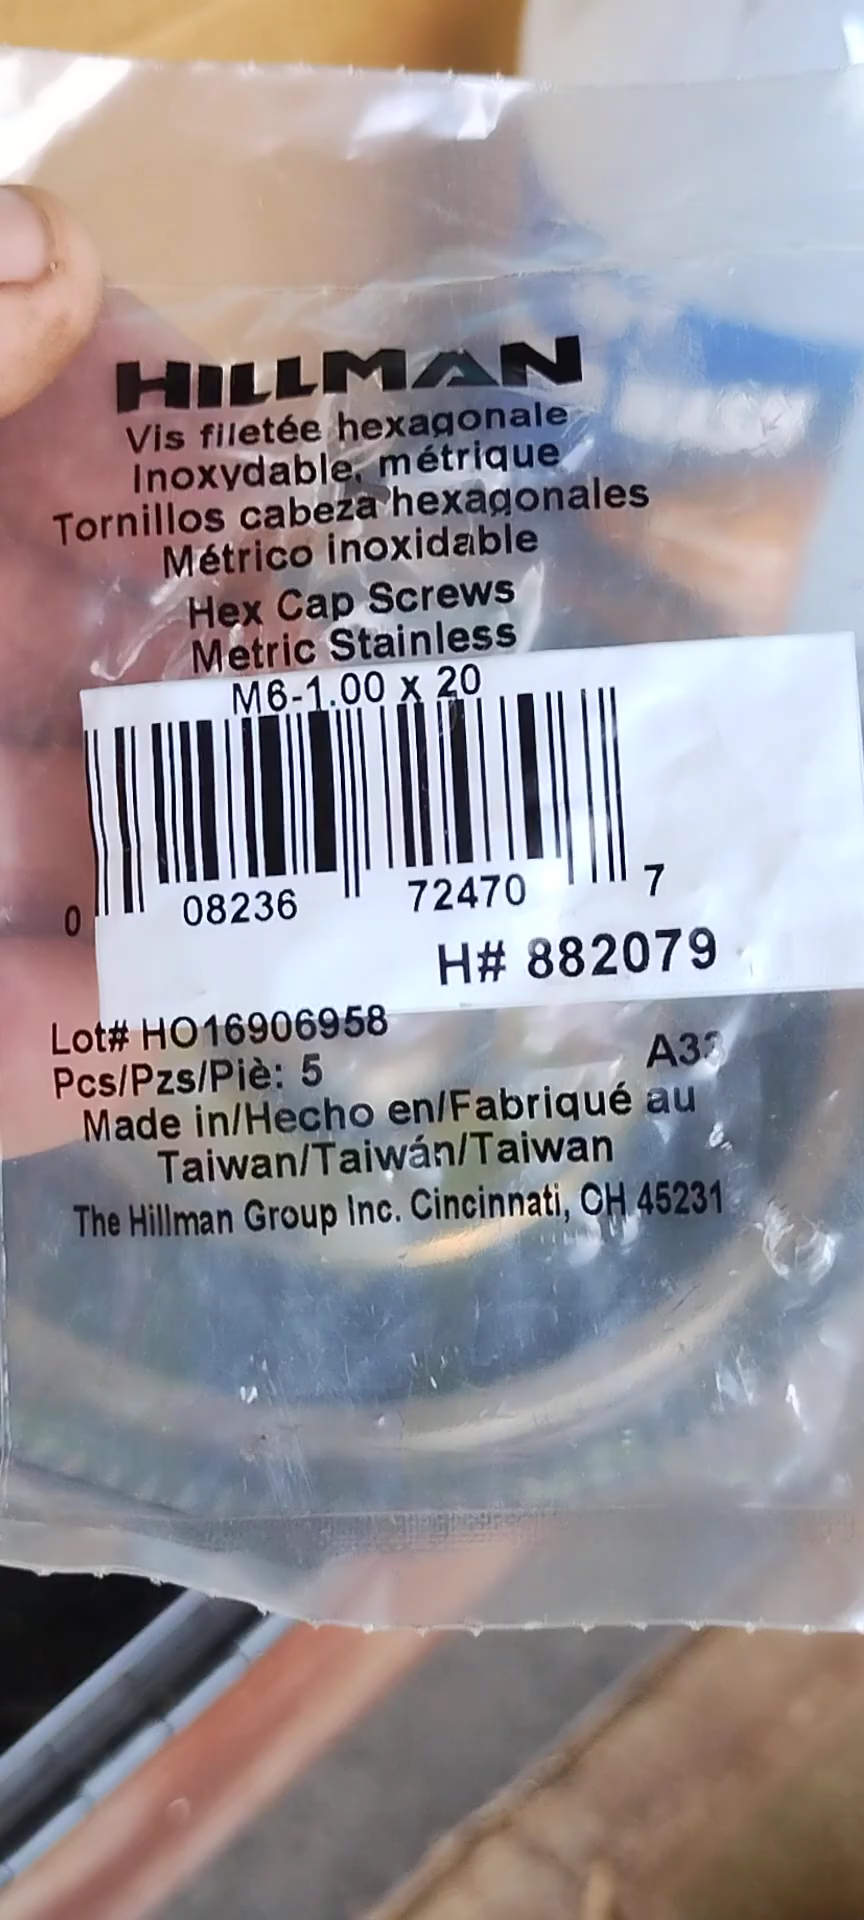 HILLMAN
Vis filetée hexagonale
Inoxydable, métrique
Tornillos cabeza hexagonales
Métrico inoxidable
Hex Cap Screws
Metric Stainless
M6-1.00 x 20
0 08236 72470 7
H# 882079
Lot# HO16906958
Pcs/Pzs/Piè: 5
Made in/Hecho en/Fabriqué au
Taiwan/Taiwán/Taiwan
The Hillman Group Inc. Cincinnati, OH 45231